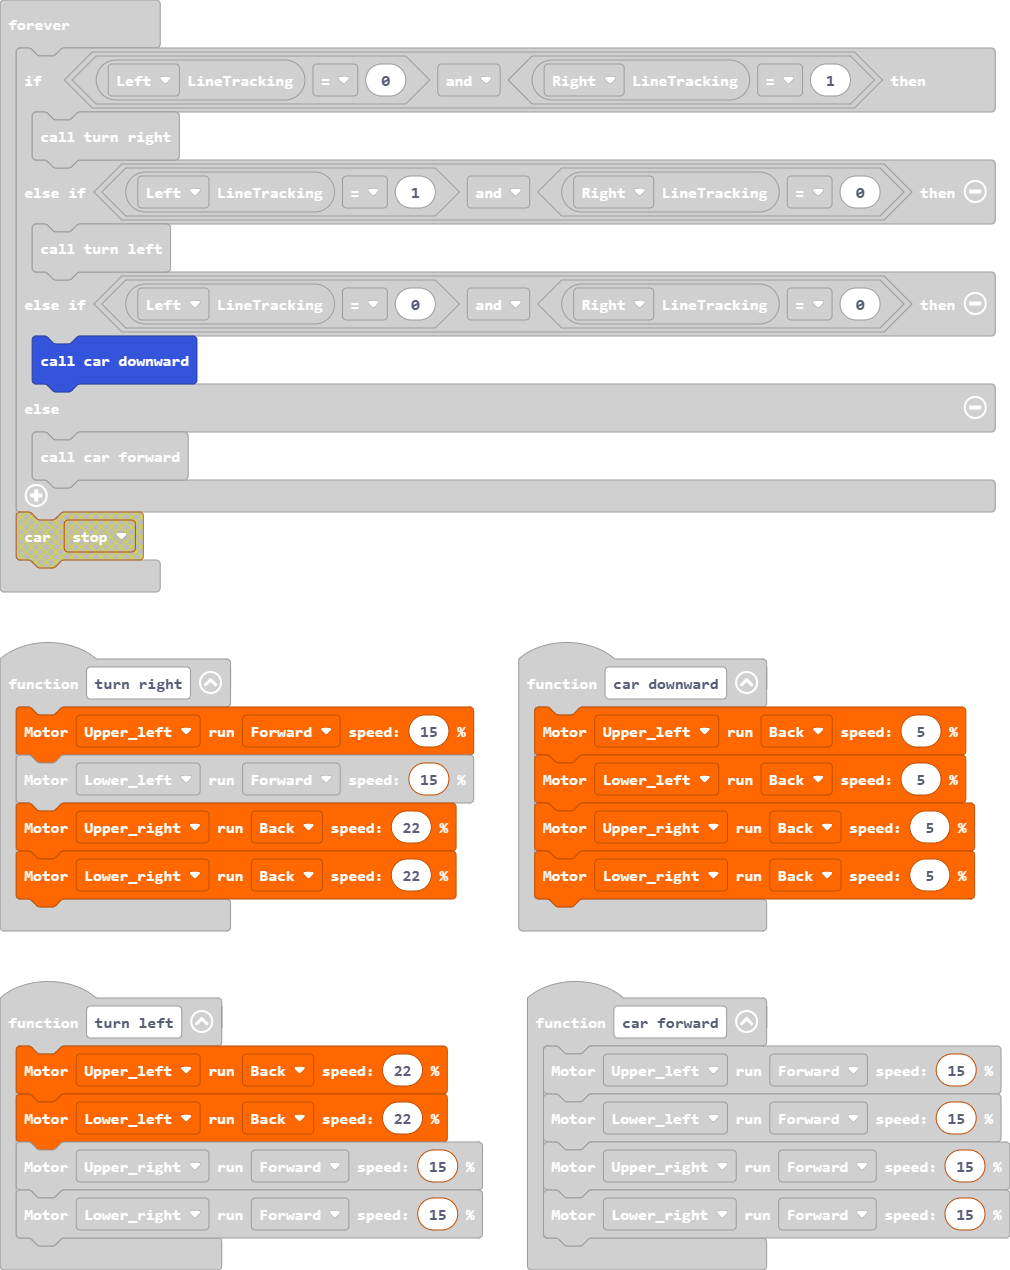 forever
if Left LineTracking = 0 and Right LineTracking = 1 then
call turn right
else if Left LineTracking = 1 and Right LineTracking = 0 then
call turn left
else if Left LineTracking = 0 and Right LineTracking = 0 then
call car downward
else
call car forward
car stop
function turn right
Motor Upper_left run Forward speed: 15 %
Motor Lower_left run Forward speed: 15 %
Motor Upper_right run Back speed: 22 %
Motor Lower_right run Back speed: 22 %
function car downward
Motor Upper_left run Back speed: 5 %
Motor Lower_left run Back speed: 5 %
Motor Upper_right run Back speed: 5 %
Motor Lower_right run Back speed: 5 %
function turn left
Motor Upper_left run Back speed: 22 %
Motor Lower_left run Back speed: 22 %
Motor Upper_right run Forward speed: 15 %
Motor Lower_right run Forward speed: 15 %
function car forward
Motor Upper_left run Forward speed: 15 %
Motor Lower_left run Forward speed: 15 %
Motor Upper_right run Forward speed: 15 %
Motor Lower_right run Forward speed: 15 %